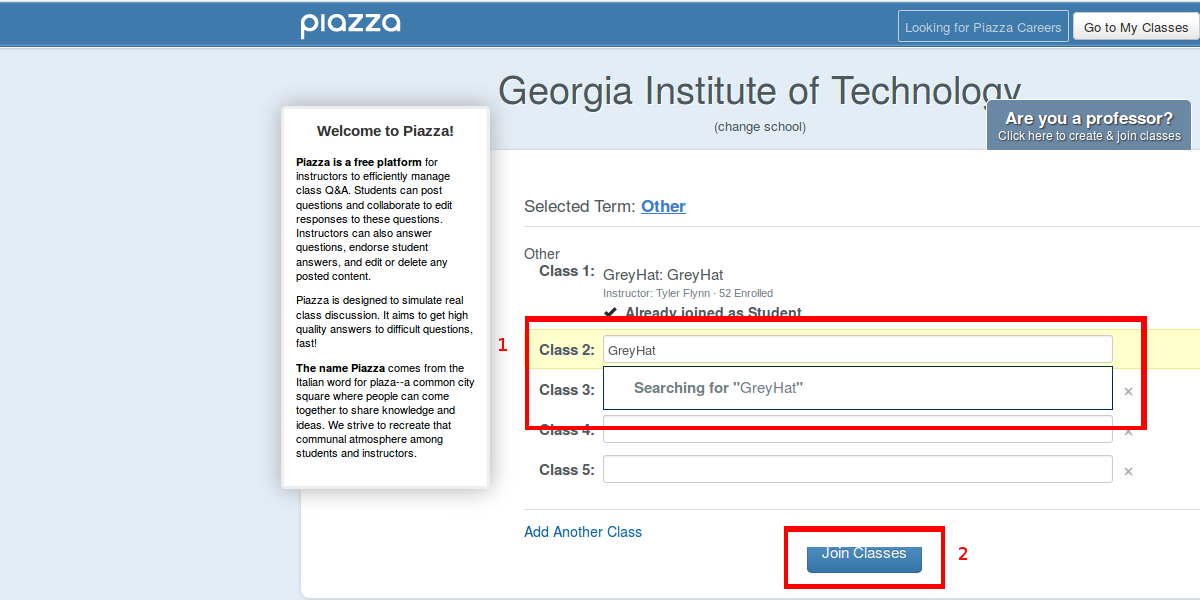 piazza
Looking for Piazza Careers
Go to My Classes
Georgia Institute of Technology
(change school)
Are you a professor?
Click here to create & join classes
Welcome to Piazza!
Piazza is a free platform for
instructors to efficiently manage
class Q&A. Students can post
questions and collaborate to edit
responses to these questions.
Instructors can also answer
questions, endorse student
answers, and edit or delete any
posted content.
Piazza is designed to simulate real
class discussion. It aims to get high
quality answers to difficult questions,
fast!
The name Piazza comes from the
Italian word for plaza--a common city
square where people can come
together to share knowledge and
ideas. We strive to recreate that
communal atmosphere among
students and instructors.
Selected Term: Other
Other
Class 1: GreyHat: GreyHat
Instructor: Tyler Flynn · 52 Enrolled
✔ Already joined as Student
1
Class 2: GreyHat
Class 3: Searching for "GreyHat" ×
Class 4: ×
Class 5: ×
Add Another Class
Join Classes 2